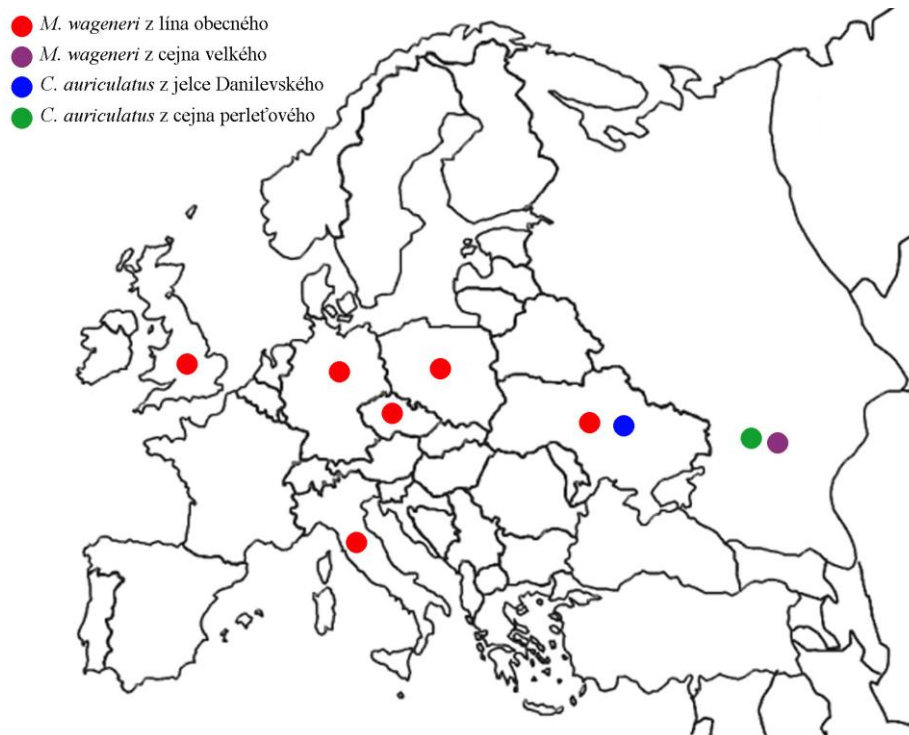 M. wageneri z lína obecného
M. wageneri z cejna velkého
C. auriculatus z jelce Danilevského
C. auriculatus z cejna perleťového